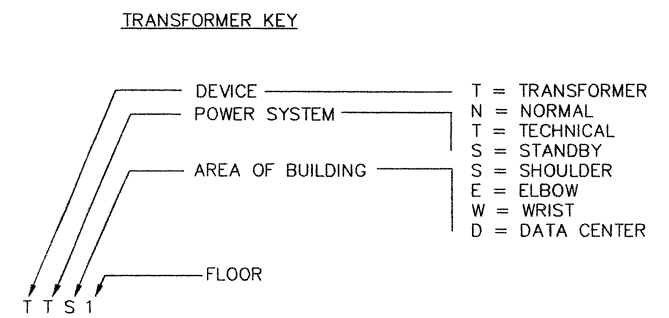 TRANSFORMER KEY
DEVICE T = TRANSFORMER
POWER SYSTEM N = NORMAL
T = TECHNICAL
S = STANDBY
AREA OF BUILDING S = SHOULDER
E = ELBOW
W = WRIST
D = DATA CENTER
FLOOR
T T S 1